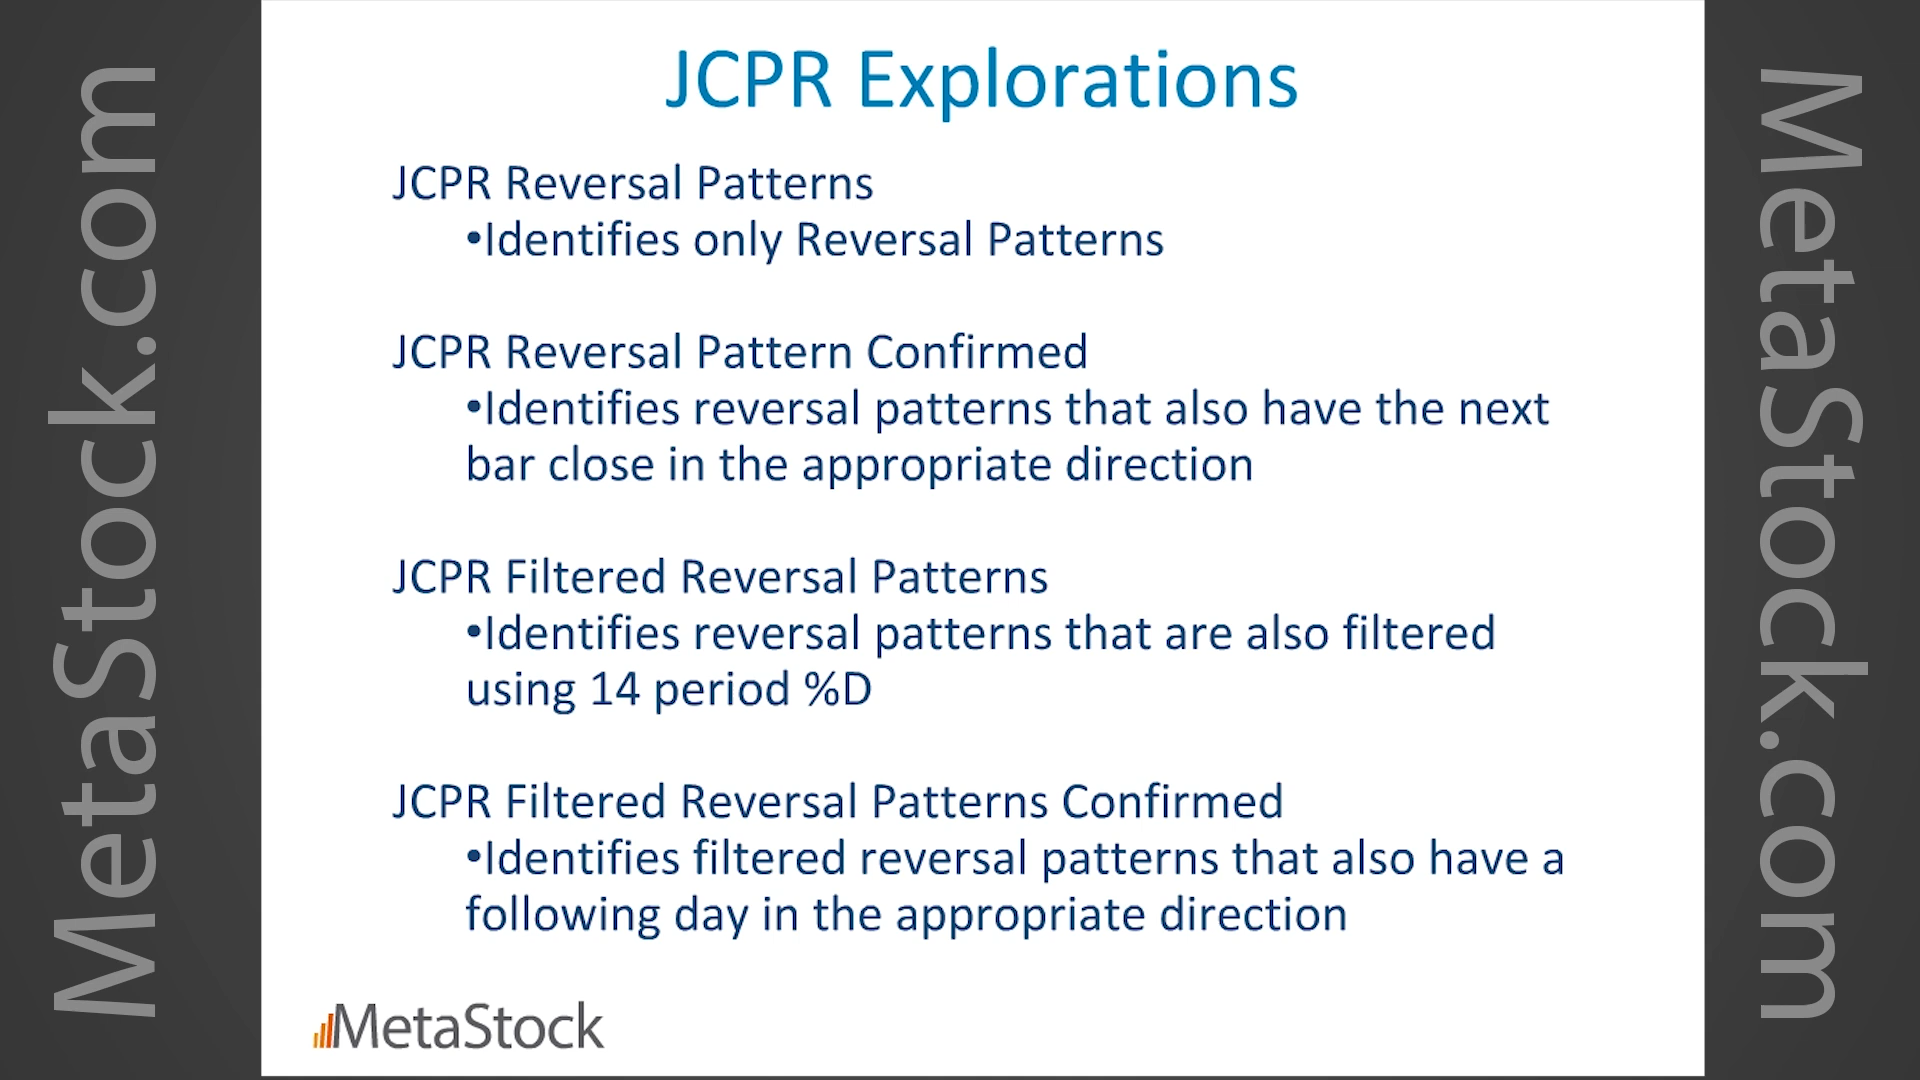 MetaStock.com
JCPR Explorations
JCPR Reversal Patterns
•Identifies only Reversal Patterns
JCPR Reversal Pattern Confirmed
•Identifies reversal patterns that also have the next
bar close in the appropriate direction
JCPR Filtered Reversal Patterns
•Identifies reversal patterns that are also filtered
using 14 period %D
JCPR Filtered Reversal Patterns Confirmed
•Identifies filtered reversal patterns that also have a
following day in the appropriate direction
MetaStock
MetaStock.com